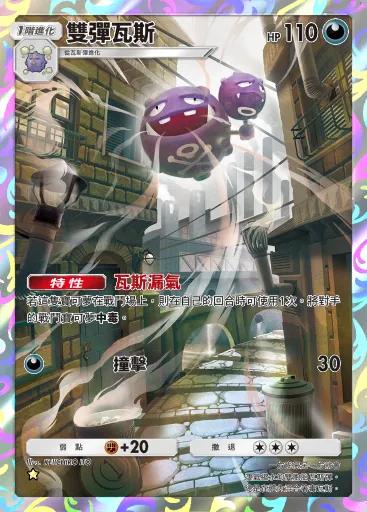 1階進化
雙彈瓦斯
HP 110
從瓦斯彈進化
特性 瓦斯漏氣
若這隻寶可夢在戰鬥場上，則在自己的回合時可使用1次。將對手
的戰鬥寶可夢中毒。
撞擊 30
弱點 +20 撤退
Illus. KEIICHIRO ITO